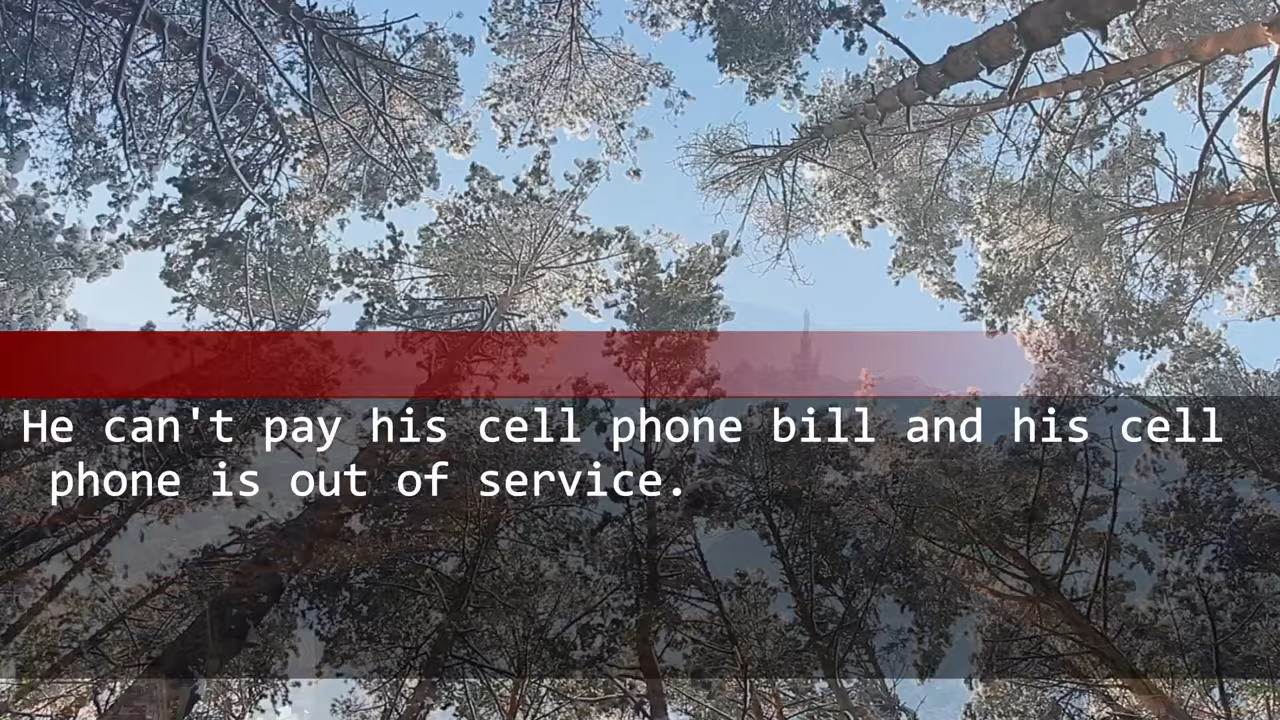 He can't pay his cell phone bill and his cell
phone is out of service.